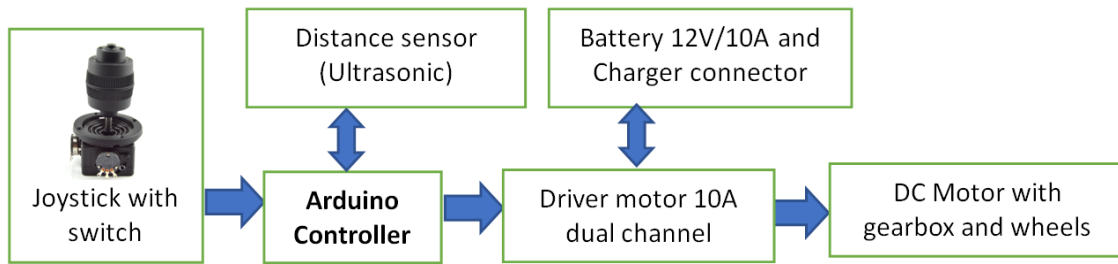 Joystick with
switch
Distance sensor
(Ultrasonic)
Arduino
Controller
Battery 12V/10A and
Charger connector
Driver motor 10A
dual channel
DC Motor with
gearbox and wheels